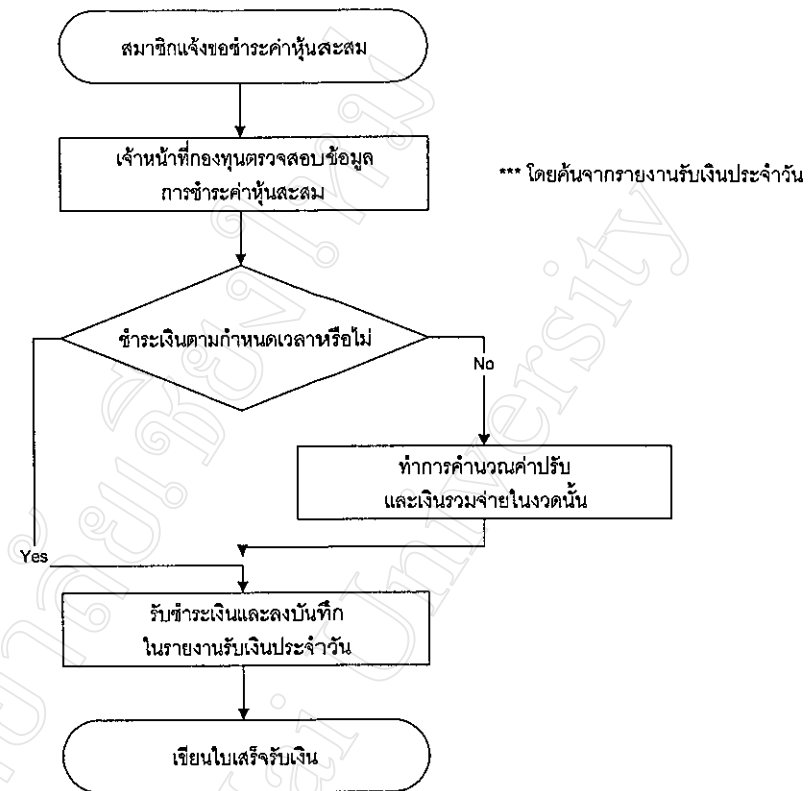 สมาชิกแจ้งขอชำระค่าหุ้นสะสม
เจ้าหน้าที่กองทุนตรวจสอบข้อมูล
การชำระค่าหุ้นสะสม
*** โดยค้นจากรายงานรับเงินประจำวัน
ชำระเงินตามกำหนดเวลาหรือไม่
No
ทำการคำนวณค่าปรับ
และเงินรวมจ่ายในงวดนั้น
Yes
รับชำระเงินและลงบันทึก
ในรายงานรับเงินประจำวัน
เขียนใบเสร็จรับเงิน
University